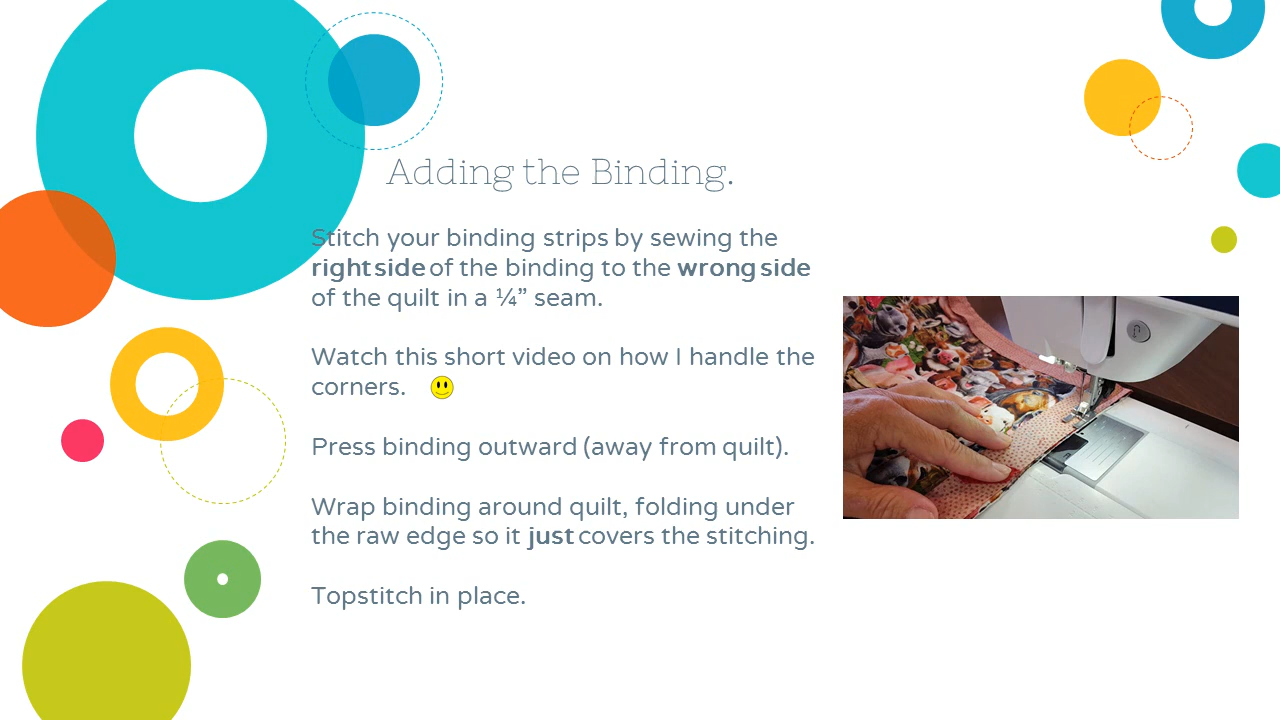 Adding the Binding.
Stitch your binding strips by sewing the
right side of the binding to the wrong side
of the quilt in a ¼” seam.
Watch this short video on how I handle the
corners.
Press binding outward (away from quilt).
Wrap binding around quilt, folding under
the raw edge so it just covers the stitching.
Topstitch in place.